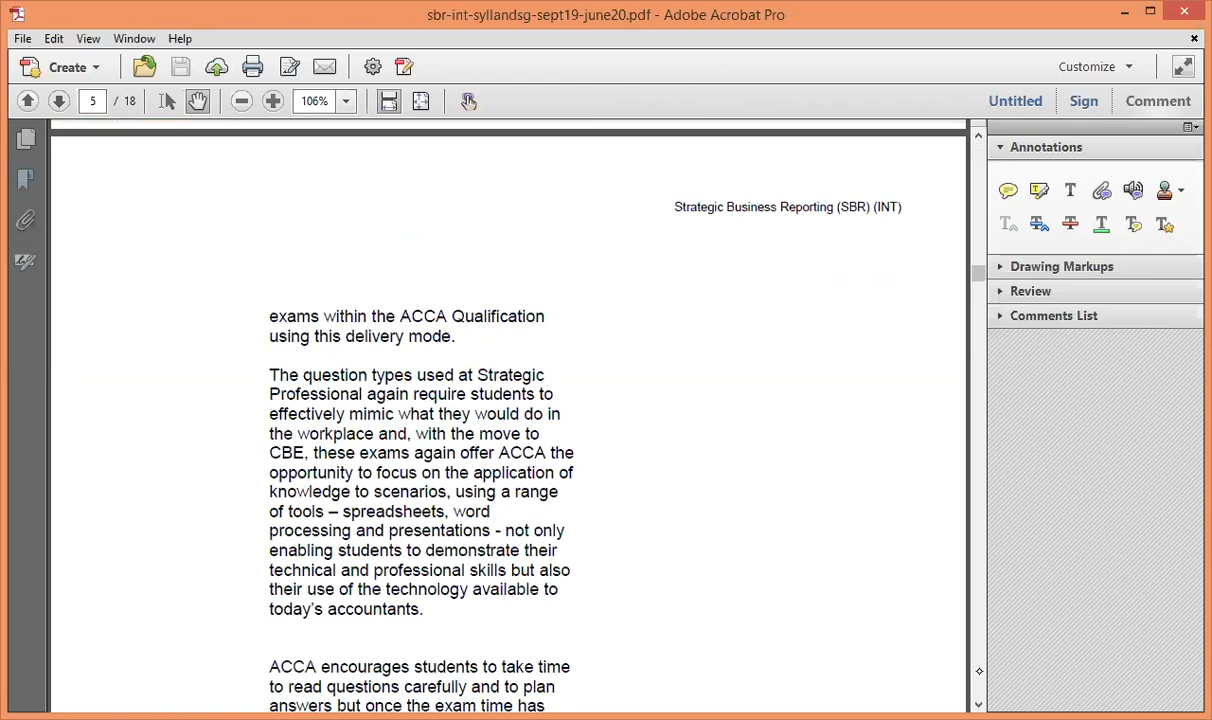 sbr-int-syllandsg-sept19-june20.pdf - Adobe Acrobat Pro
File Edit View Window Help
Create Customize
5 / 18 106% Untitled Sign Comment
Annotations
Drawing Markups
Review
Comments List
Strategic Business Reporting (SBR) (INT)
exams within the ACCA Qualification
using this delivery mode.
The question types used at Strategic
Professional again require students to
effectively mimic what they would do in
the workplace and, with the move to
CBE, these exams again offer ACCA the
opportunity to focus on the application of
knowledge to scenarios, using a range
of tools – spreadsheets, word
processing and presentations - not only
enabling students to demonstrate their
technical and professional skills but also
their use of the technology available to
today's accountants.
ACCA encourages students to take time
to read questions carefully and to plan
answers but once the exam time has